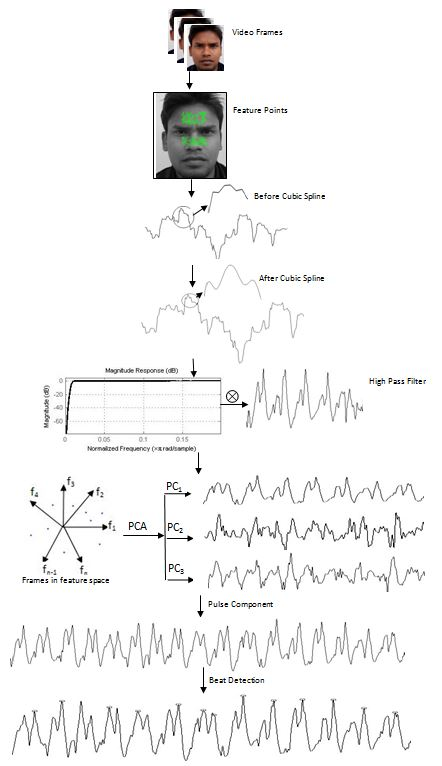 Video Frames
Feature Points
Before Cubic Spline
After Cubic Spline
Magnitude Response (dB)
High Pass Filter
Magnitude (dB)
0
-20
-40
-60
0 0.05 0.1 0.15
Normalized Frequency (×π rad/sample)
f3
f4 f2
f1
fn-1 fn
Frames in feature space
PCA
PC1
PC2
PC3
Pulse Component
Beat Detection